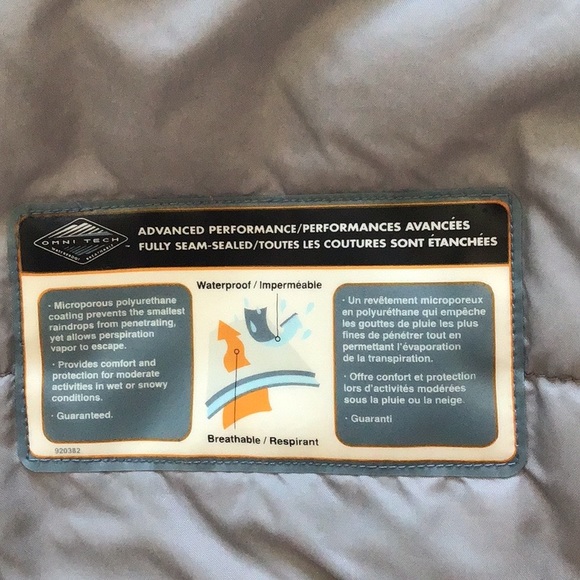 OMNI TECH™
WATERPROOF BREATHABLE
ADVANCED PERFORMANCE/PERFORMANCES AVANCÉES
FULLY SEAM-SEALED/TOUTES LES COUTURES SONT ÉTANCHÉES
· Microporous polyurethane
coating prevents the smallest
raindrops from penetrating,
yet allows perspiration
vapor to escape.
· Provides comfort and
protection for moderate
activities in wet or snowy
conditions.
· Guaranteed.
Waterproof / Imperméable
Breathable / Respirant
· Un revêtement microporeux
en polyuréthane qui empêche
les gouttes de pluie les plus
fines de pénétrer tout en
permettant l'évaporation
de la transpiration.
· Offre confort et protection
lors d'activités modérées
sous la pluie ou la neige.
· Guaranti
920382